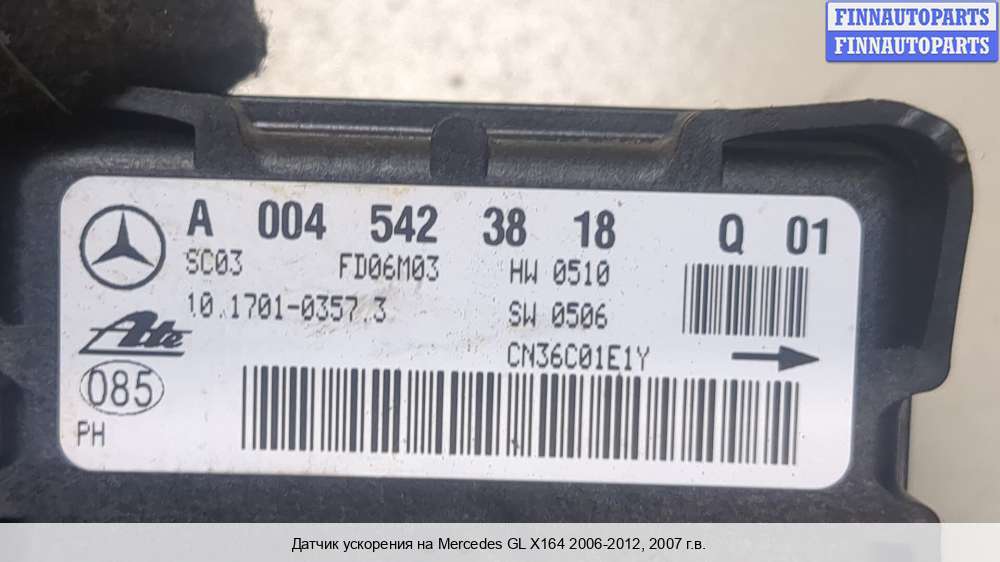 FINNAUTOPARTS
FINNAUTOPARTS
A 004 542 38 18 Q 01
SC03 FD06M03 HW 0510
10.1701-0357.3 SW 0506
Ate CN36C01E1Y
085
PH
Датчик ускорения на Mercedes GL X164 2006-2012, 2007 г.в.